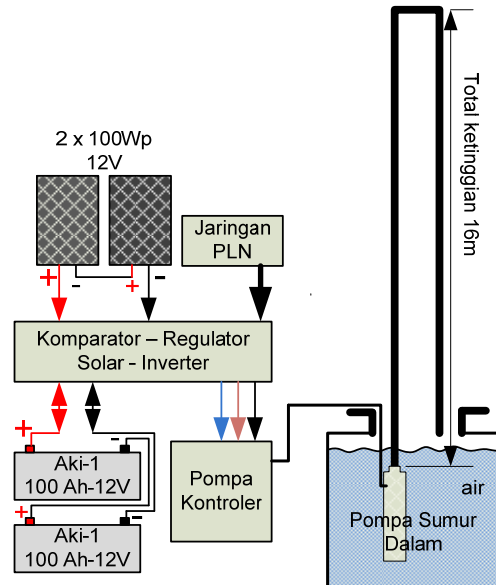 2 x 100Wp
12V
+
-
+
-
Jaringan
PLN
Komparator – Regulator
Solar - Inverter
+
-
Aki-1
100 Ah-12V
+
-
Aki-1
100 Ah-12V
Pompa
Kontroler
Total ketinggian 16m
air
Pompa Sumur
Dalam